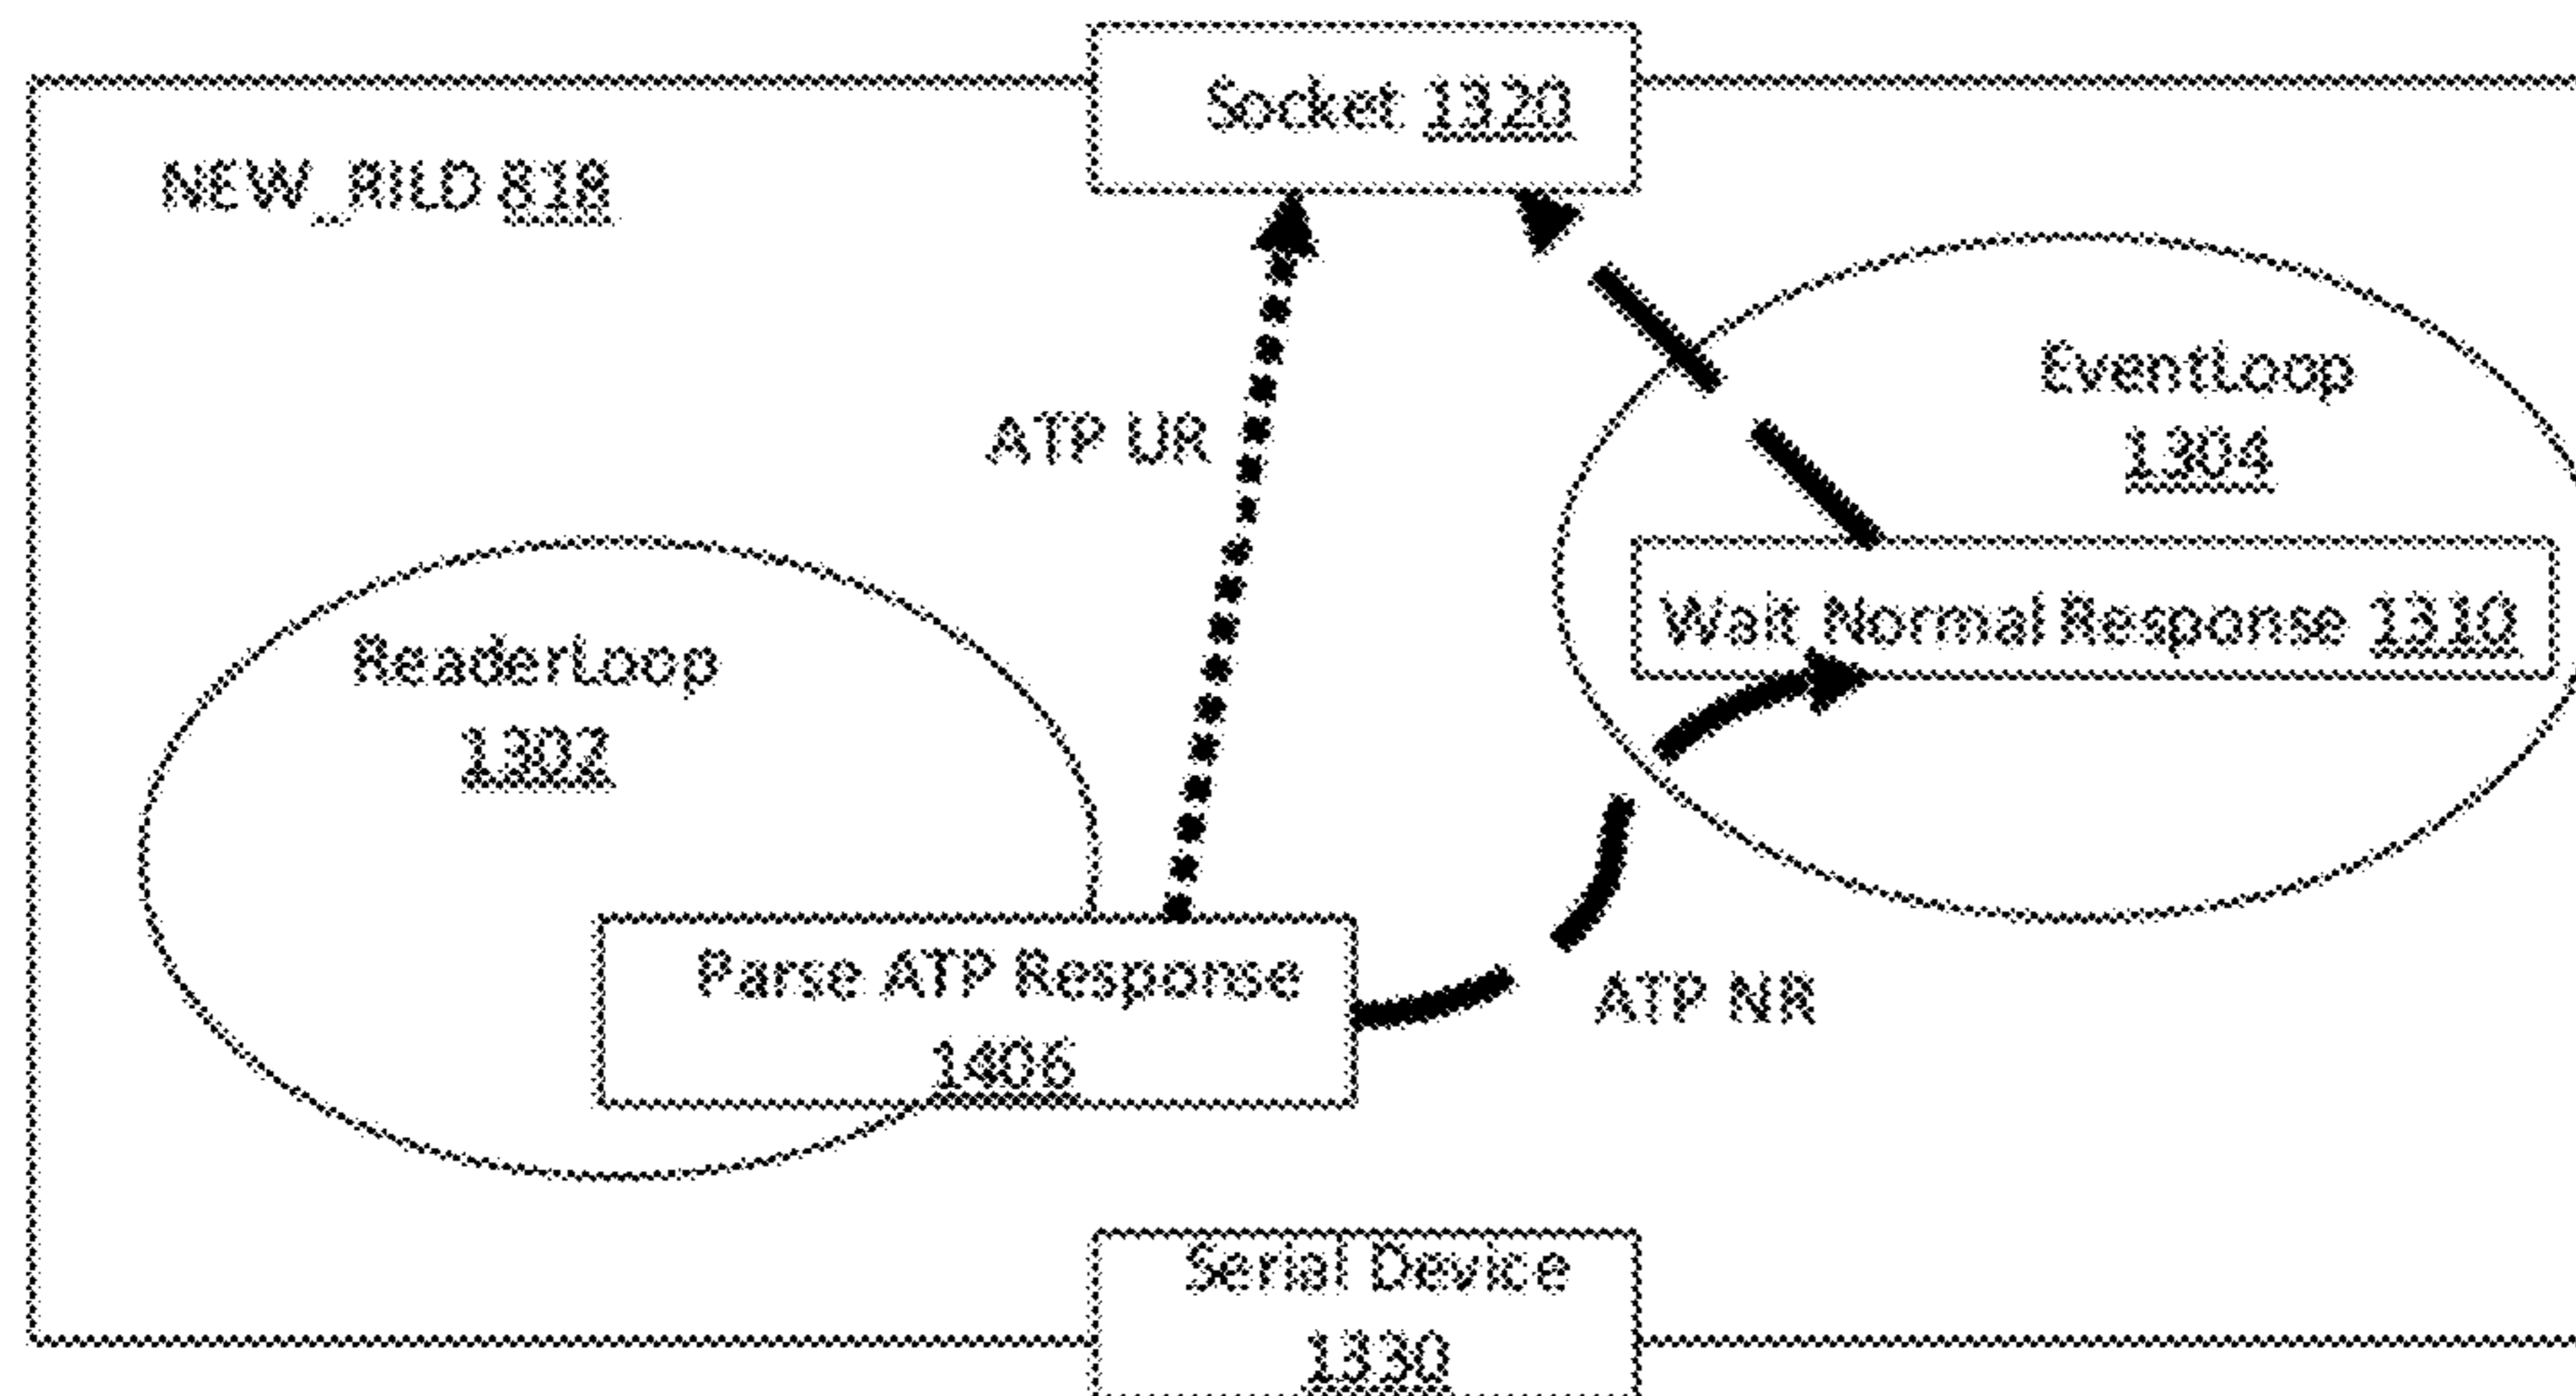 Socket 1320
NEW_RILD 818
EventLoop
1304
ATP UR
Wait Normal Response 1310
ReaderLoop
1302
Parse ATP Response
1406
ATP NR
Serial Device
1330